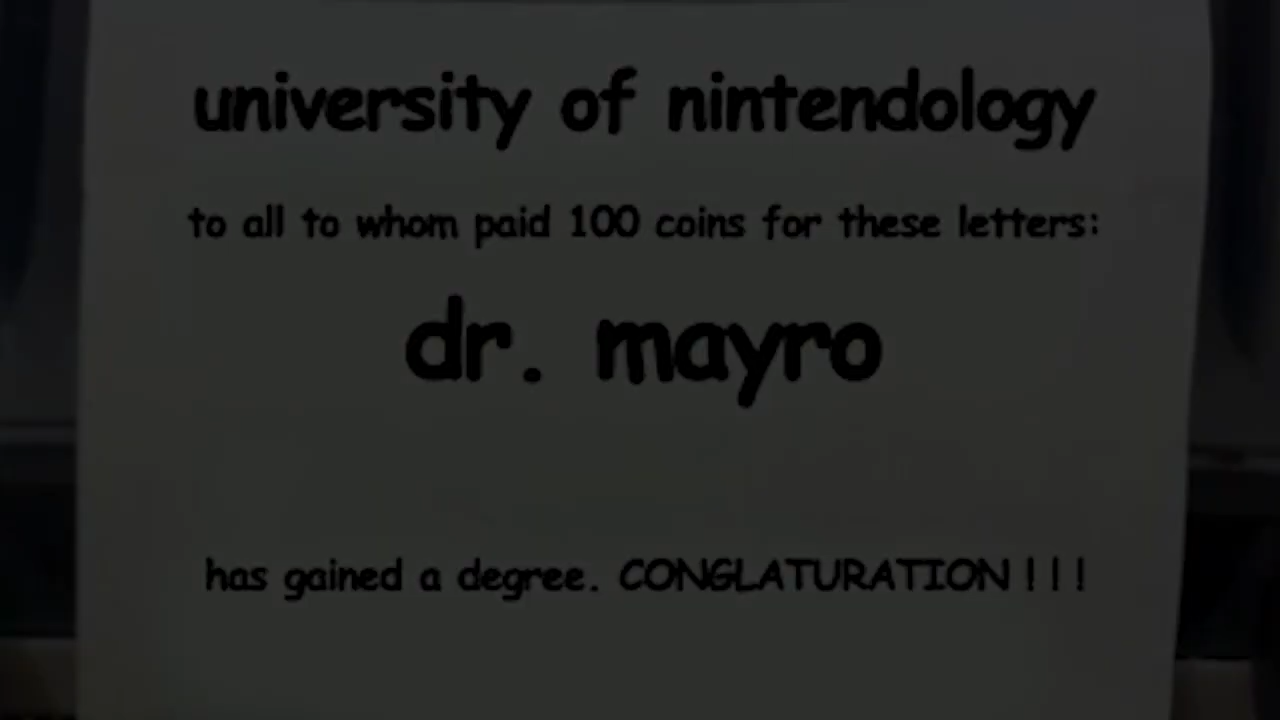 university of nintendology
to all to whom paid 100 coins for these letters:
dr. mayro
has gained a degree. CONGLATURATION ! ! !